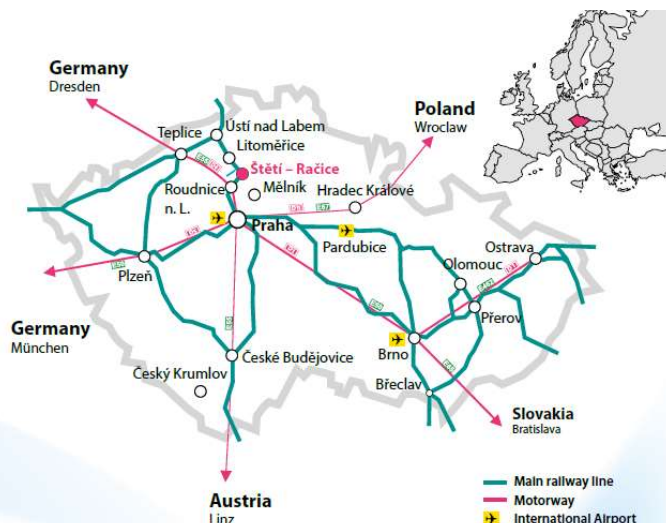 Germany
Dresden
Poland
Wroclaw
Teplice
Ústí nad Labem
Litoměřice
Štětí – Račice
Roudnice
n. L.
Mělník
Hradec Králové
Praha
Pardubice
Plzeň
Olomouc
Ostrava
Přerov
Germany
München
Brno
České Budějovice
Český Krumlov
Břeclav
Slovakia
Bratislava
Austria
Linz
Main railway line
Motorway
International Airport